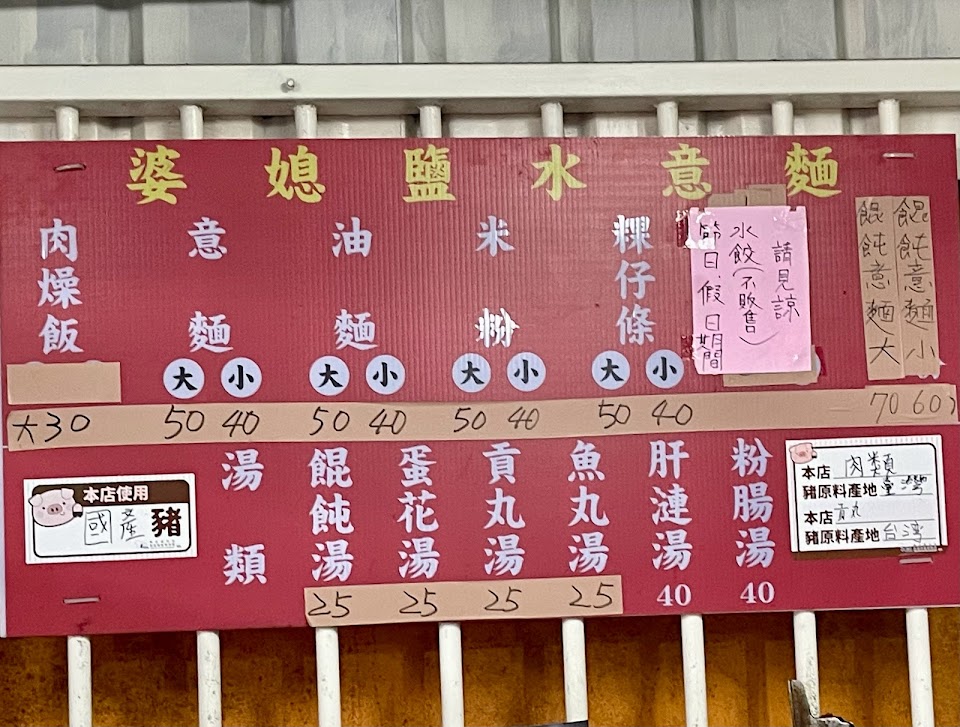 婆媳鹽水意麵
肉燥飯
大30
意麵
大 小
50 40
油麵
大 小
50 40
米粉
大 小
50 40
粿仔條
大 小
50 40
請見諒
水餃(不販售)
節日.假日期間
餛飩意麵大
餛飩意麵小
70 60
湯類
餛飩湯
25
蛋花湯
25
貢丸湯
25
魚丸湯
25
肝漣湯
40
粉腸湯
40
本店使用
國產豬
本店 肉類
豬原料產地 臺灣
本店 貢丸
豬原料產地 台湾